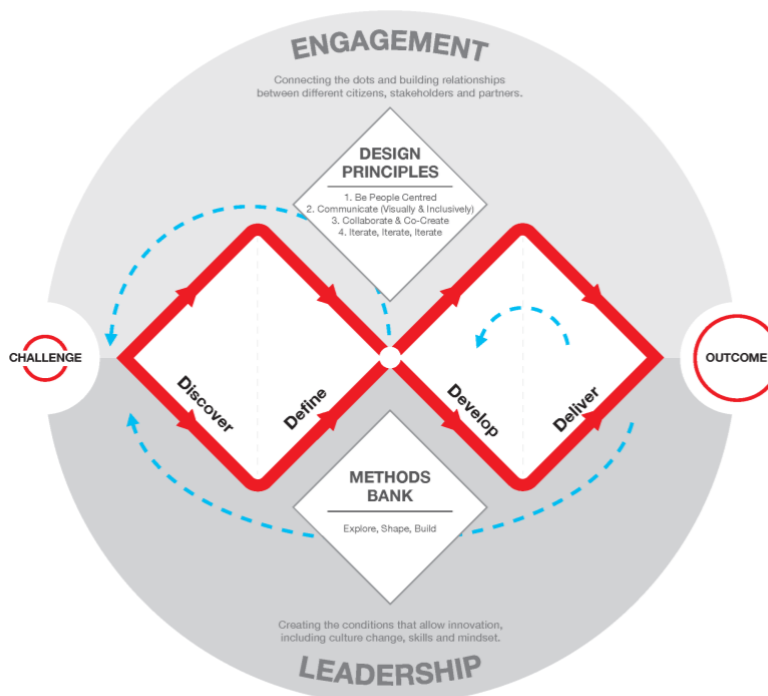 ENGAGEMENT
Connecting the dots and building relationships
between different citizens, stakeholders and partners.
DESIGN
PRINCIPLES
1. Be People Centred
2. Communicate (Visually & Inclusively)
3. Collaborate & Co-Create
4. Iterate, Iterate, Iterate
CHALLENGE
OUTCOME
Discover
Define
Develop
Deliver
METHODS
BANK
Explore, Shape, Build
Creating the conditions that allow innovation,
including culture change, skills and mindset.
LEADERSHIP